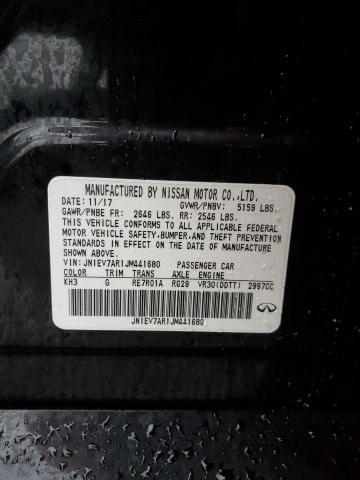 MANUFACTURED BY NISSAN MOTOR CO.,LTD.
DATE: 11/17 GVWR/PNBV: 5159 LBS.
GAWR/PNBE FR: 2646 LBS. RR: 2546 LBS.
THIS VEHICLE CONFORMS TO ALL APPLICABLE FEDERAL
MOTOR VEHICLE SAFETY,BUMPER,AND THEFT PREVENTION
STANDARDS IN EFFECT ON THE DATE OF MANUFACTURE
SHOWN ABOVE.
VIN: JN1EV7AR1JM441680 PASSENGER CAR
COLOR TRIM TRANS AXLE ENGINE
KH3 G RE7R01A RG29 VR30(DDTT) 2997CC
JN1EV7AR1JM441680